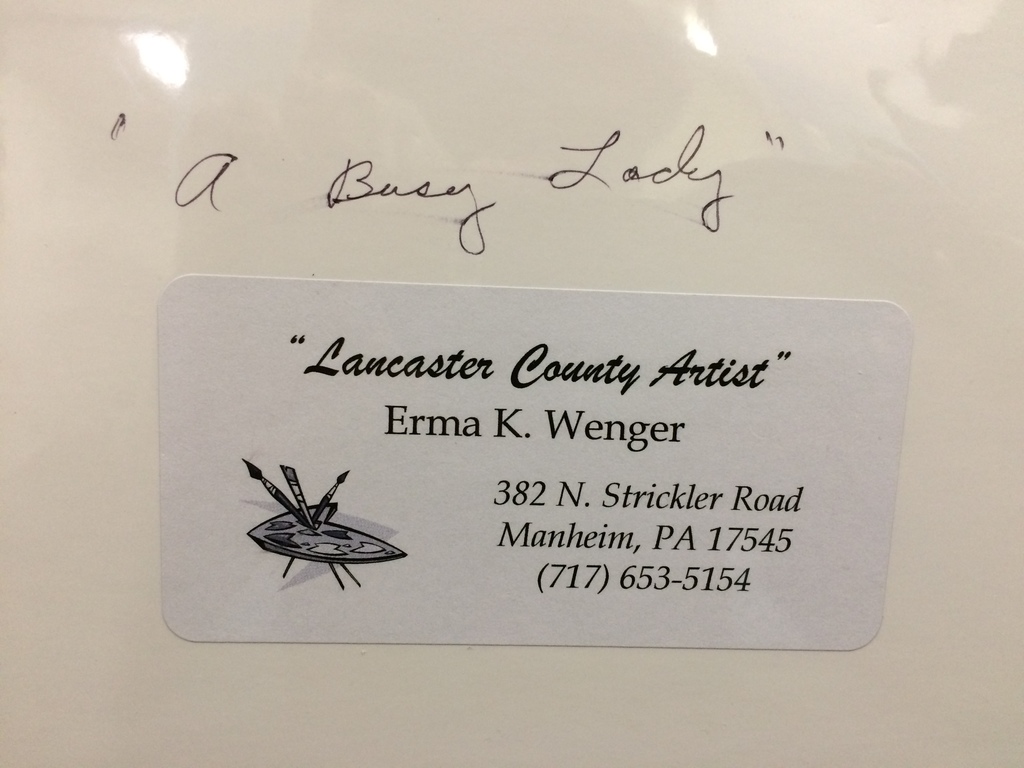 "A Busy Lady"
"Lancaster County Artist"
Erma K. Wenger
382 N. Strickler Road
Manheim, PA 17545
(717) 653-5154